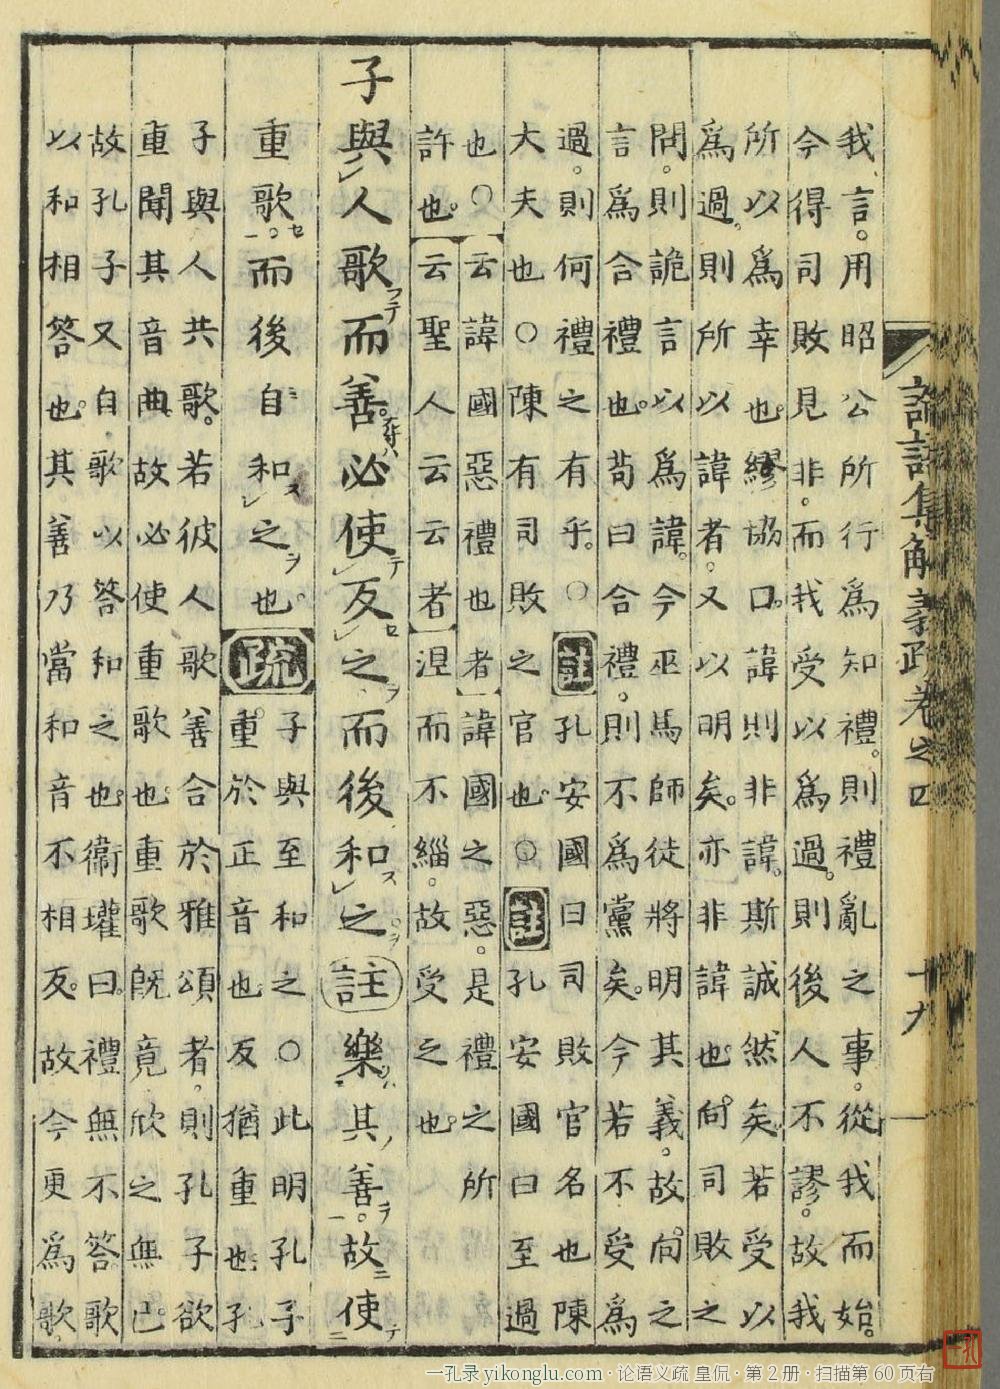 論語集解義疏卷之四
十九
我言用昭公所行爲知禮則禮亂之事從我而始
今得司敗見非而我受以爲過則後人不謬故我
所以爲幸也繆協曰諱則非諱斯誠然矣若受以
爲過則所以諱者又以明矣亦非諱也向司敗之
問則詭言以爲諱今巫馬師徒將明其義故向之
言爲合禮也苟曰合禮則不爲黨矣今若不受爲
過則何禮之有乎○註孔安國曰司敗官名也陳
大夫也○陳有司敗之官也○註孔安國曰至過
也○云諱國惡禮也者諱國之惡是禮之所
許也云聖人云云者涅而不緇故受之也
子與人歌而善必使反之而後和之註樂其善故使
重歌而後自和之也疏子與至和之○此明孔子
重於正音也反猶重也孔
子與人共歌若彼人歌善合於雅頌者則孔子欲
重聞其音曲故必使重歌也重歌既竟欣之無已
故孔子又自歌以答和之也衞瓘曰禮無不答歌
以和相答也其善乃當和音不相反故今更爲歌
一孔录 yikonglu.com · 论语义疏 皇侃 · 第 2 册 · 扫描第 60 页右